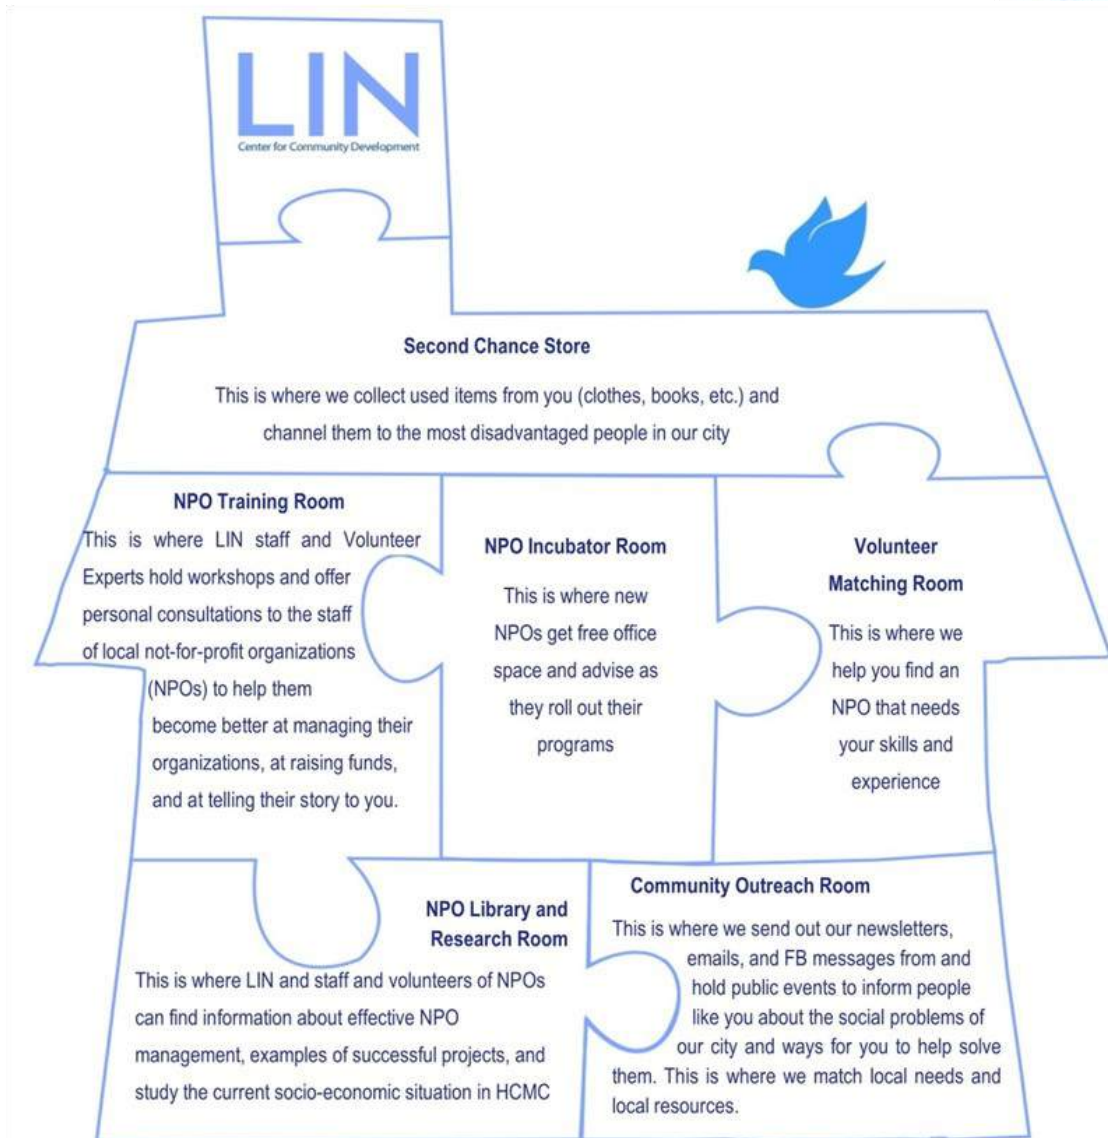 LIN
Center for Community Development
Second Chance Store
This is where we collect used items from you (clothes, books, etc.) and
channel them to the most disadvantaged people in our city
NPO Training Room
This is where LIN staff and Volunteer
Experts hold workshops and offer
personal consultations to the staff
of local not-for-profit organizations
(NPOs) to help them
become better at managing their
organizations, at raising funds,
and at telling their story to you.
NPO Incubator Room
This is where new
NPOs get free office
space and advise as
they roll out their
programs
Volunteer
Matching Room
This is where we
help you find an
NPO that needs
your skills and
experience
NPO Library and
Research Room
This is where LIN and staff and volunteers of NPOs
can find information about effective NPO
management, examples of successful projects, and
study the current socio-economic situation in HCMC
Community Outreach Room
This is where we send out our newsletters,
emails, and FB messages from and
hold public events to inform people
like you about the social problems of
our city and ways for you to help solve
them. This is where we match local needs and
local resources.